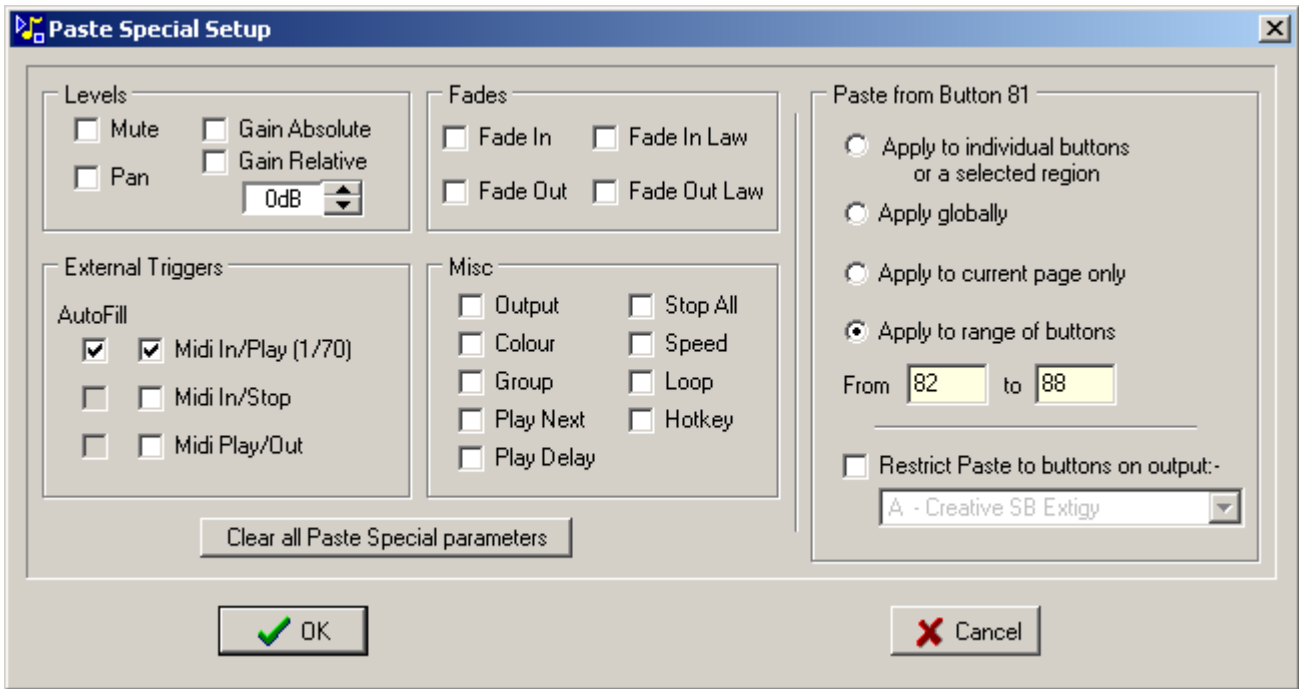 Paste Special Setup
Levels
Mute
Gain Absolute
Pan
Gain Relative
0dB
Fades
Fade In
Fade In Law
Fade Out
Fade Out Law
External Triggers
AutoFill
Midi In/Play (1/70)
Midi In/Stop
Midi Play/Out
Misc
Output
Stop All
Colour
Speed
Group
Loop
Play Next
Hotkey
Play Delay
Clear all Paste Special parameters
Paste from Button 81
Apply to individual buttons
or a selected region
Apply globally
Apply to current page only
Apply to range of buttons
From 82 to 88
Restrict Paste to buttons on output:-
A - Creative SB Extigy
OK
Cancel